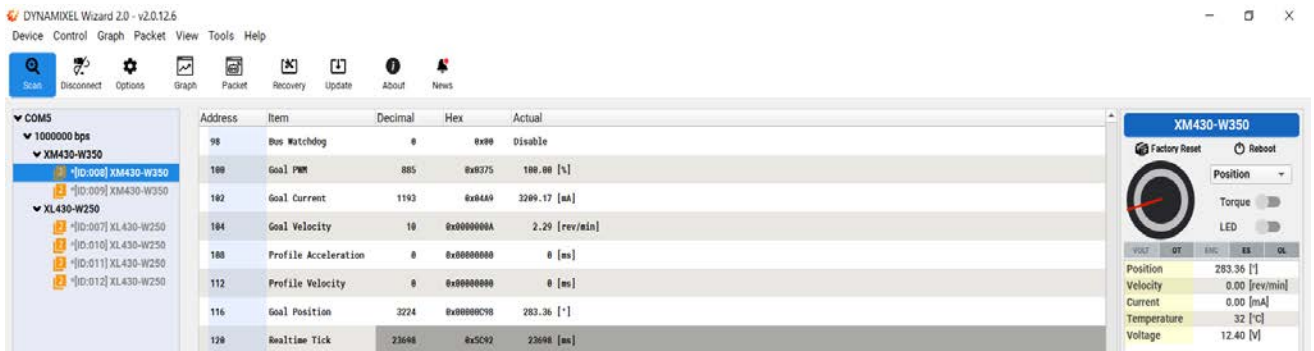 DYNAMIXEL Wizard 2.0 - v2.0.12.6
Device Control Graph Packet View Tools Help
Scan Disconnect Options Graph Packet Recovery Update About News
COM5
1000000 bps
XM430-W350
*[ID:008] XM430-W350
*[ID:009] XM430-W350
XL430-W250
*[ID:007] XL430-W250
*[ID:010] XL430-W250
*[ID:011] XL430-W250
*[ID:012] XL430-W250
Address Item Decimal Hex Actual
98 Bus Watchdog 0 0x00 Disable
100 Goal PWM 885 0x0375 100.00 [%]
102 Goal Current 1193 0x04A9 3209.17 [mA]
104 Goal Velocity 10 0x0000000A 2.29 [rev/min]
108 Profile Acceleration 0 0x00000000 0 [ms]
112 Profile Velocity 0 0x00000000 0 [ms]
116 Goal Position 3224 0x00000C98 283.36 [°]
120 Realtime Tick 23698 0x5C92 23698 [ms]
XM430-W350
Factory Reset Reboot
Position
Torque
LED
VOLT OT ENC ES OL
Position 283.36 [°]
Velocity 0.00 [rev/min]
Current 0.00 [mA]
Temperature 32 [°C]
Voltage 12.40 [V]